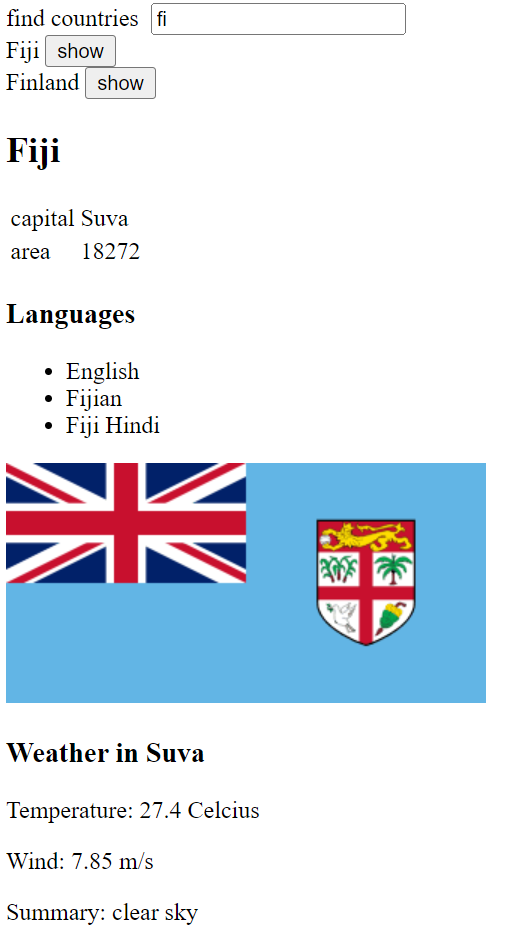 find countries fi
Fiji show
Finland show
Fiji
capital Suva
area 18272
Languages
English
Fijian
Fiji Hindi
Weather in Suva
Temperature: 27.4 Celcius
Wind: 7.85 m/s
Summary: clear sky